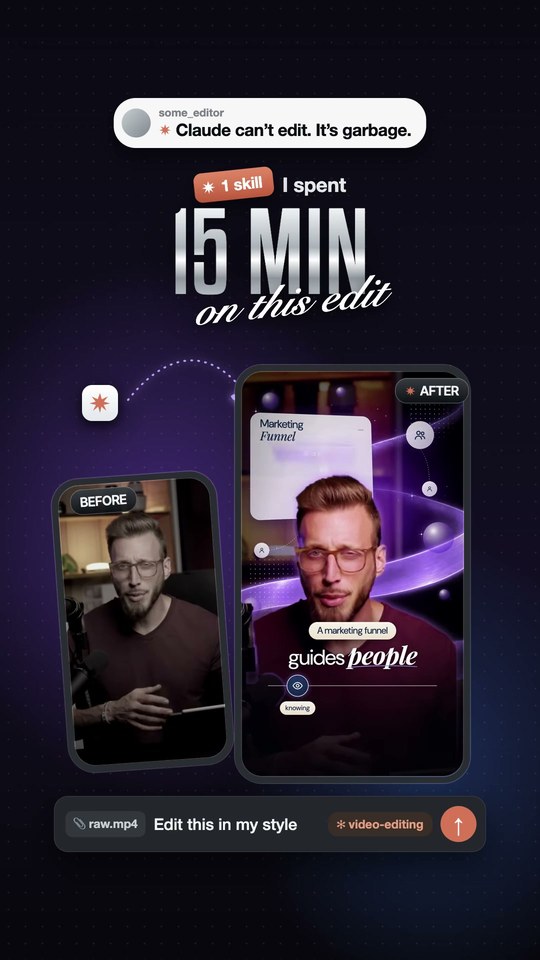 some_editor
Claude can't edit. It's garbage.
1 skill I spent
15 MIN
on this edit
AFTER
Marketing
Funnel
BEFORE
A marketing funnel
guides people
knowing
raw.mp4 Edit this in my style video-editing